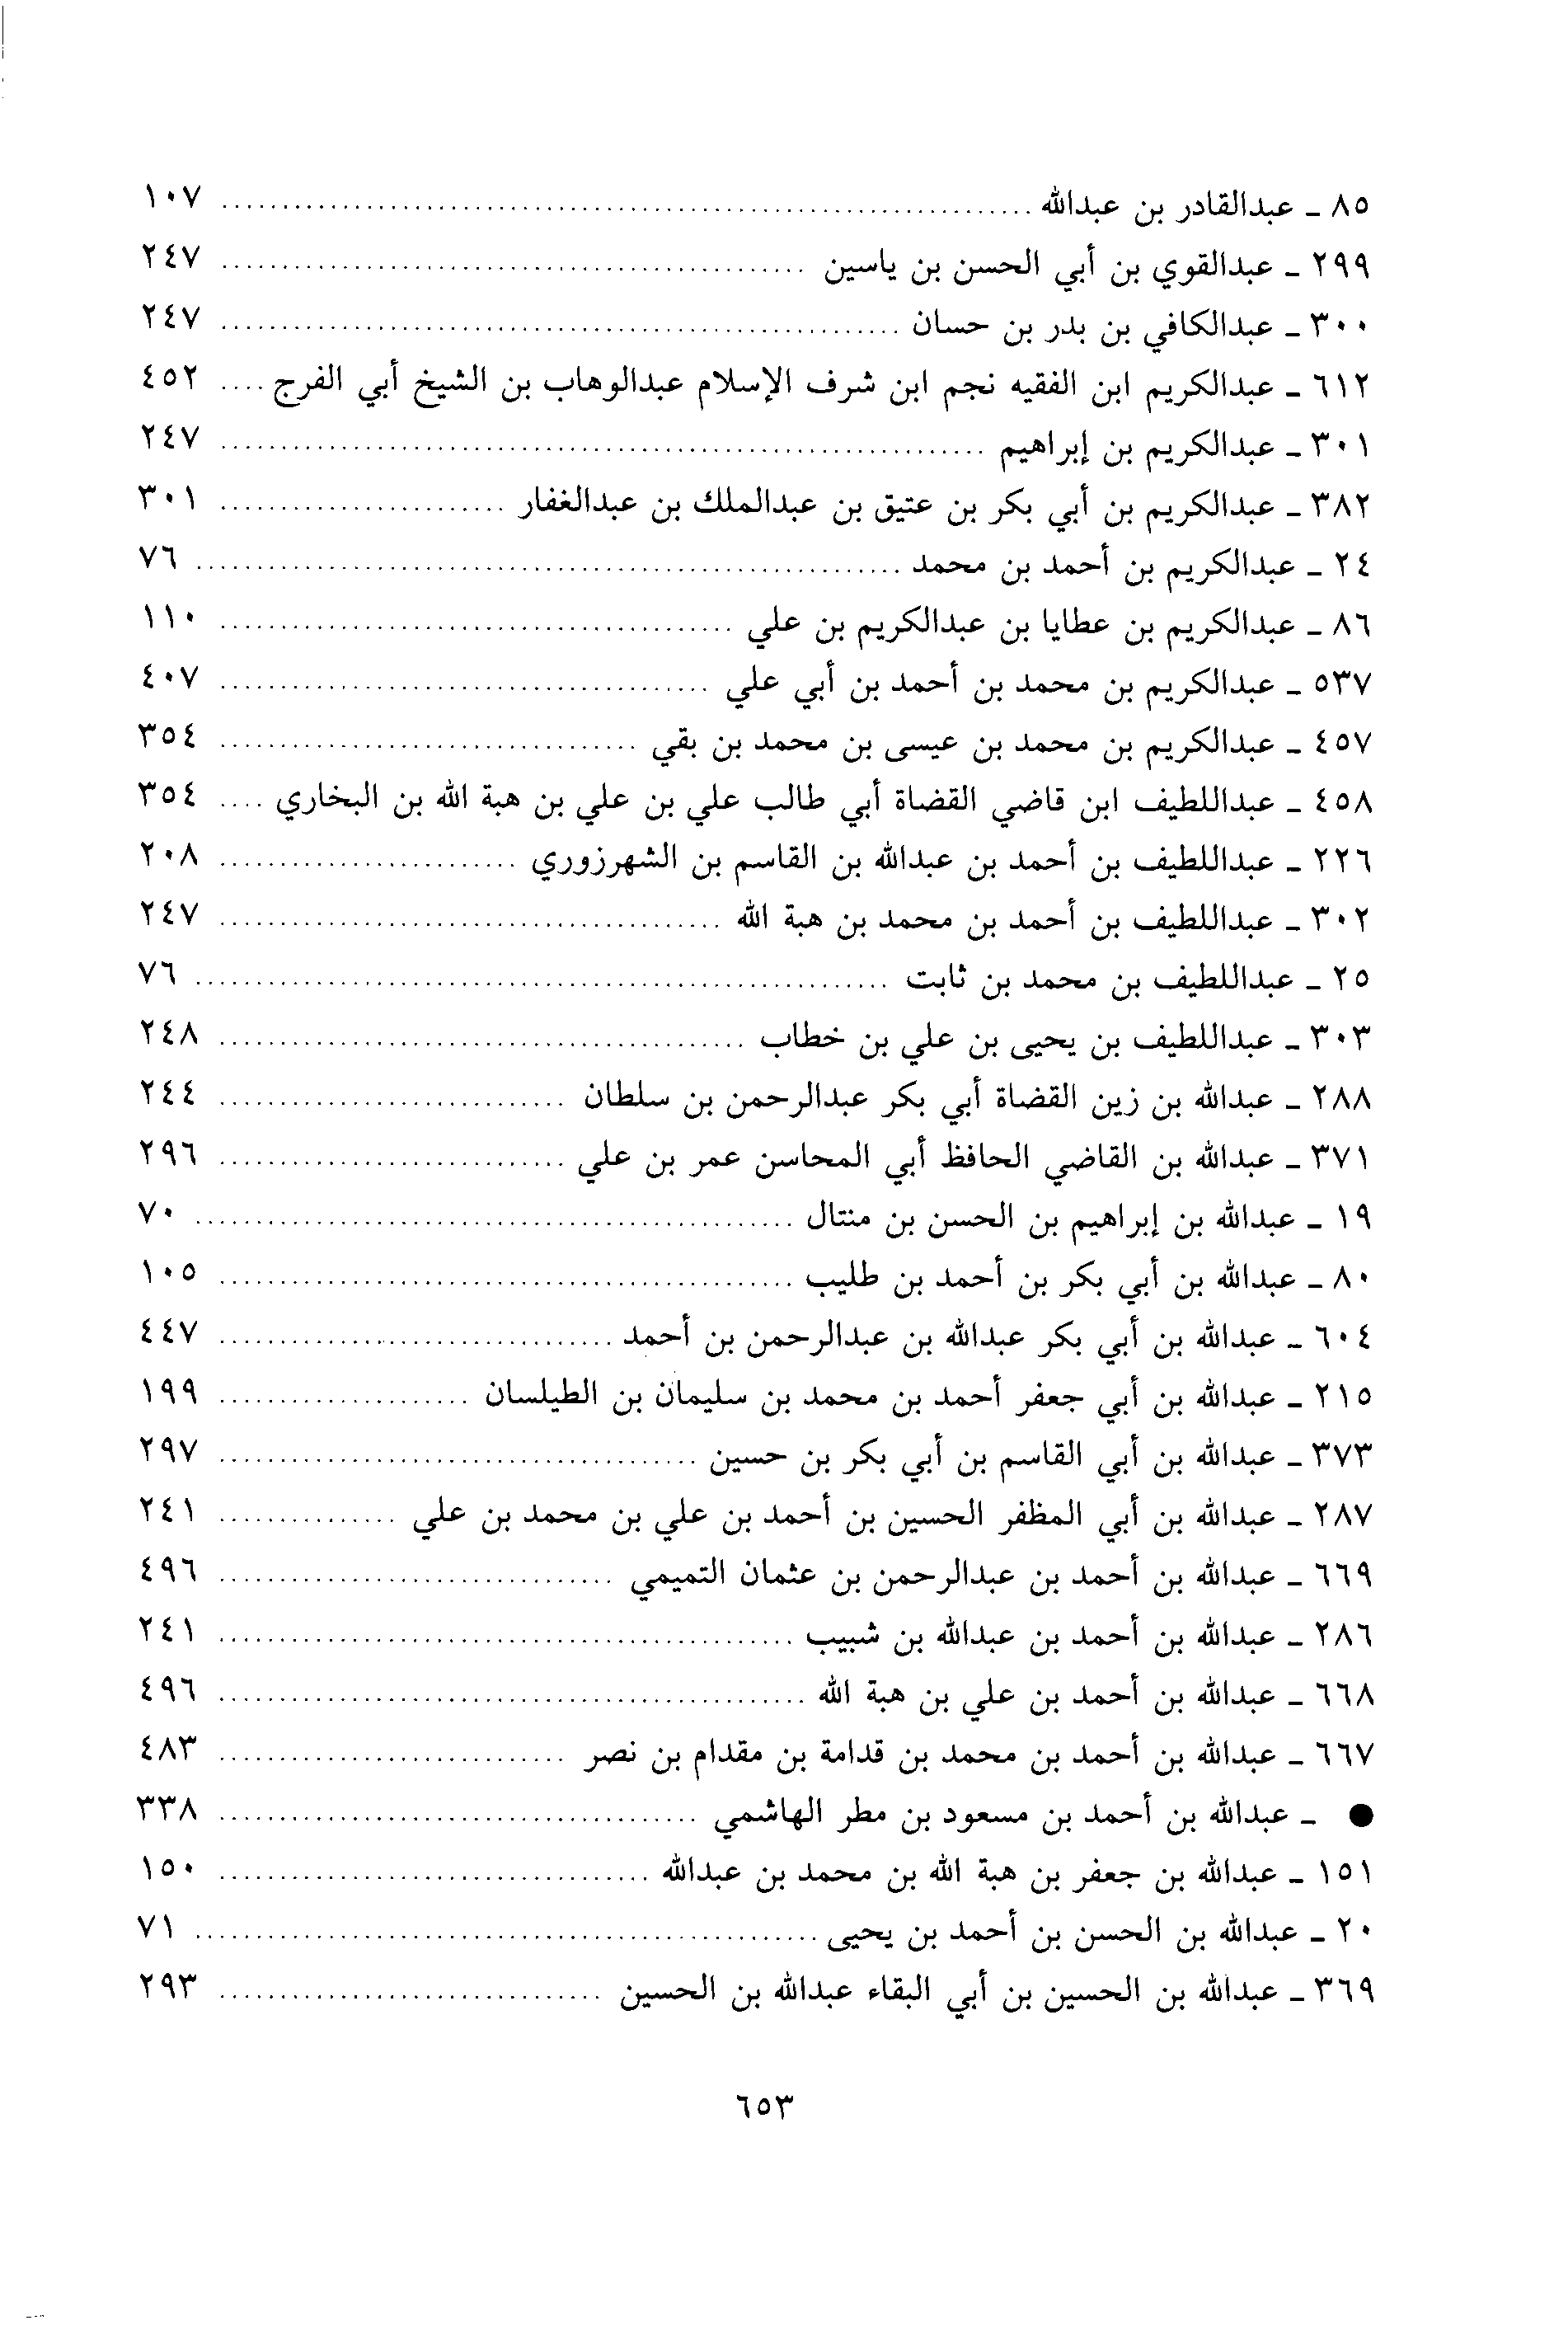 ٨٥ ـ عبدالقادر بن عبدالله ........ ١٠٧
٢٩٩ ـ عبدالقوي بن أبي الحسن بن ياسين ........ ٢٤٧
٣٠٠ ـ عبدالكافي بن بدر بن حسان ........ ٢٤٧
٦١٢ ـ عبدالكريم ابن الفقيه نجم ابن شرف الإسلام عبدالوهاب بن الشيخ أبي الفرج .... ٤٥٢
٣٠١ ـ عبدالكريم بن إبراهيم ........ ٢٤٧
٣٨٢ ـ عبدالكريم بن أبي بكر بن عتيق بن عبدالملك بن عبدالغفار ........ ٣٠١
٢٤ ـ عبدالكريم بن أحمد بن محمد ........ ٧٦
٨٦ ـ عبدالكريم بن عطايا بن عبدالكريم بن علي ........ ١١٠
٥٣٧ ـ عبدالكريم بن محمد بن أحمد بن أبي علي ........ ٤٠٧
٤٥٧ ـ عبدالكريم بن محمد بن عيسى بن محمد بن بقي ........ ٣٥٤
٤٥٨ ـ عبداللطيف ابن قاضي القضاة أبي طالب علي بن علي بن هبة الله بن البخاري .... ٣٥٤
٢٢٦ ـ عبداللطيف بن أحمد بن عبدالله بن القاسم بن الشهرزوري ........ ٢٠٨
٣٠٢ ـ عبداللطيف بن أحمد بن محمد بن هبة الله ........ ٢٤٧
٢٥ ـ عبداللطيف بن محمد بن ثابت ........ ٧٦
٣٠٣ ـ عبداللطيف بن يحيى بن علي بن خطاب ........ ٢٤٨
٢٨٨ ـ عبدالله بن زين القضاة أبي بكر عبدالرحمن بن سلطان ........ ٢٤٤
٣٧١ ـ عبدالله بن القاضي الحافظ أبي المحاسن عمر بن علي ........ ٢٩٦
١٩ ـ عبدالله بن إبراهيم بن الحسن بن منتال ........ ٧٠
٨٠ ـ عبدالله بن أبي بكر بن أحمد بن طليب ........ ١٠٥
٦٠٤ ـ عبدالله بن أبي بكر عبدالله بن عبدالرحمن بن أحمد ........ ٤٤٧
٢١٥ ـ عبدالله بن أبي جعفر أحمد بن محمد بن سليمان بن الطيلسان ........ ١٩٩
٣٧٣ ـ عبدالله بن أبي القاسم بن أبي بكر بن حسين ........ ٢٩٧
٢٨٧ ـ عبدالله بن أبي المظفر الحسين بن أحمد بن علي بن محمد بن علي ........ ٢٤١
٦٦٩ ـ عبدالله بن أحمد بن عبدالرحمن بن عثمان التميمي ........ ٤٩٦
٢٨٦ ـ عبدالله بن أحمد بن عبدالله بن شبيب ........ ٢٤١
٦٦٨ ـ عبدالله بن أحمد بن علي بن هبة الله ........ ٤٩٦
٦٦٧ ـ عبدالله بن أحمد بن محمد بن قدامة بن مقدام بن نصر ........ ٤٨٣
● ـ عبدالله بن أحمد بن مسعود بن مطر الهاشمي ........ ٣٣٨
١٥١ ـ عبدالله بن جعفر بن هبة الله بن محمد بن عبدالله ........ ١٥٠
٢٠ ـ عبدالله بن الحسن بن أحمد بن يحيى ........ ٧١
٣٦٩ ـ عبدالله بن الحسين بن أبي البقاء عبدالله بن الحسين ........ ٢٩٣
٦٥٣